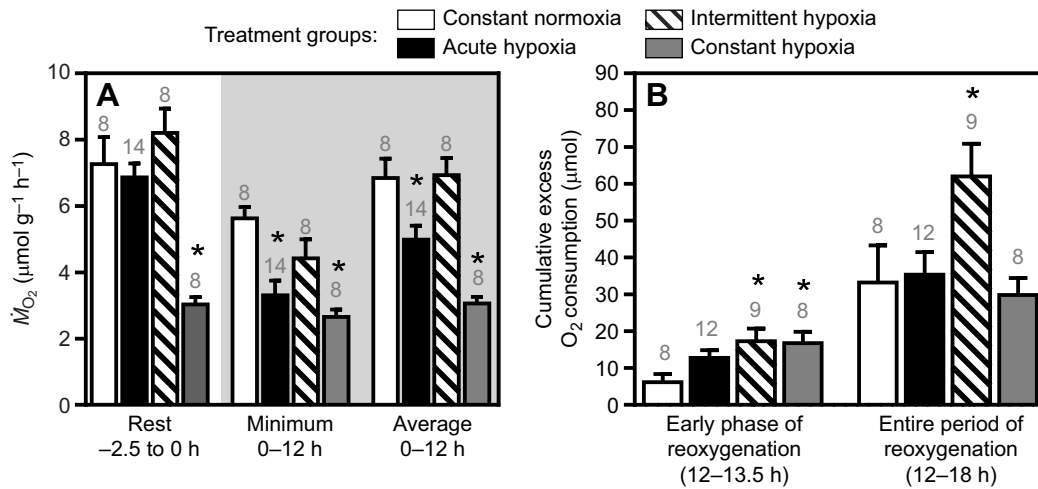 Treatment groups:
Constant normoxia
Acute hypoxia
Intermittent hypoxia
Constant hypoxia
A
ṀO2 (μmol g–1 h–1)
10
8
6
4
2
0
8
14
8
*
8
8
*
14
8
*
8
8
*
14
8
*
8
Rest
–2.5 to 0 h
Minimum
0–12 h
Average
0–12 h
B
Cumulative excess
O2 consumption (μmol)
90
80
70
60
50
40
30
20
10
0
8
12
*
9
*
8
8
12
*
9
8
Early phase of
reoxygenation
(12–13.5 h)
Entire period of
reoxygenation
(12–18 h)